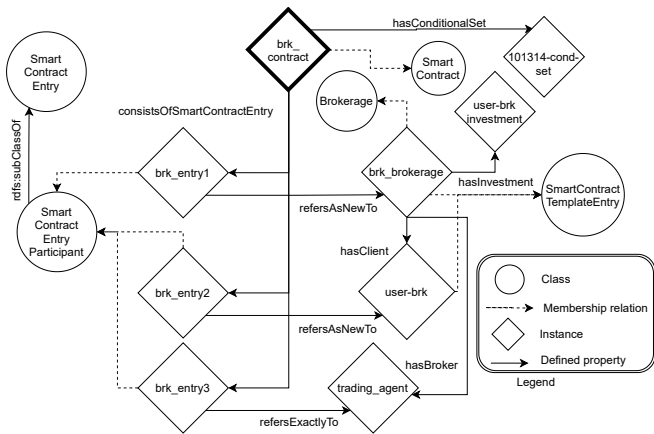 hasConditionalSet
brk_
contract
Smart
Contract
Entry
Smart
Contract
101314-cond-
set
Brokerage
user-brk
investment
consistsOfSmartContractEntry
rdfs:subClassOf
brk_entry1
brk_brokerage
hasInvestment
SmartContract
TemplateEntry
refersAsNewTo
Smart
Contract
Entry
Participant
hasClient
brk_entry2
user-brk
refersAsNewTo
Class
Membership relation
Instance
Defined property
Legend
hasBroker
brk_entry3
trading_agent
refersExactlyTo